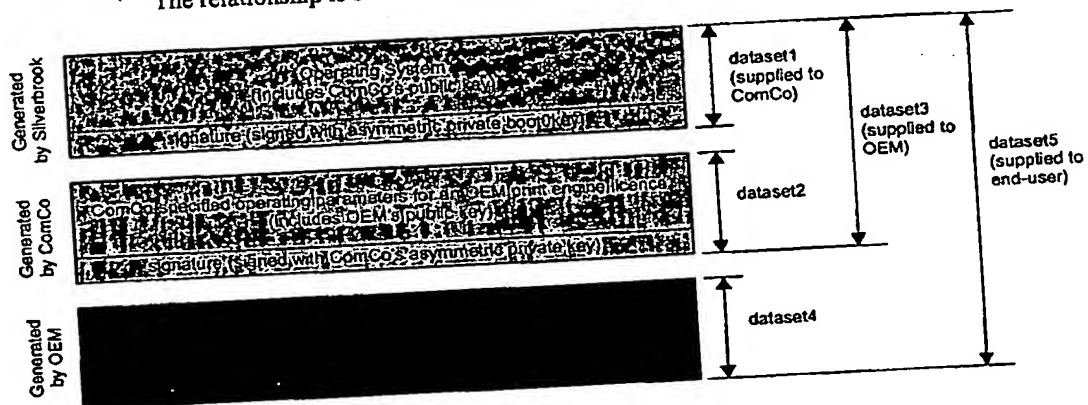 The relationship is
Generated
by Silverbrook
Operating System
(includes ComCo's public key)
signature (signed with asymmetric private boot0key)
dataset1
(supplied to
ComCo)
dataset3
(supplied to
OEM)
dataset5
(supplied to
end-user)
Generated
by ComCo
ComCo specified operating parameters for an OEM print engine licence
(includes OEM's public key)
signature (signed with ComCo's asymmetric private key)
dataset2
Generated
by OEM
dataset4